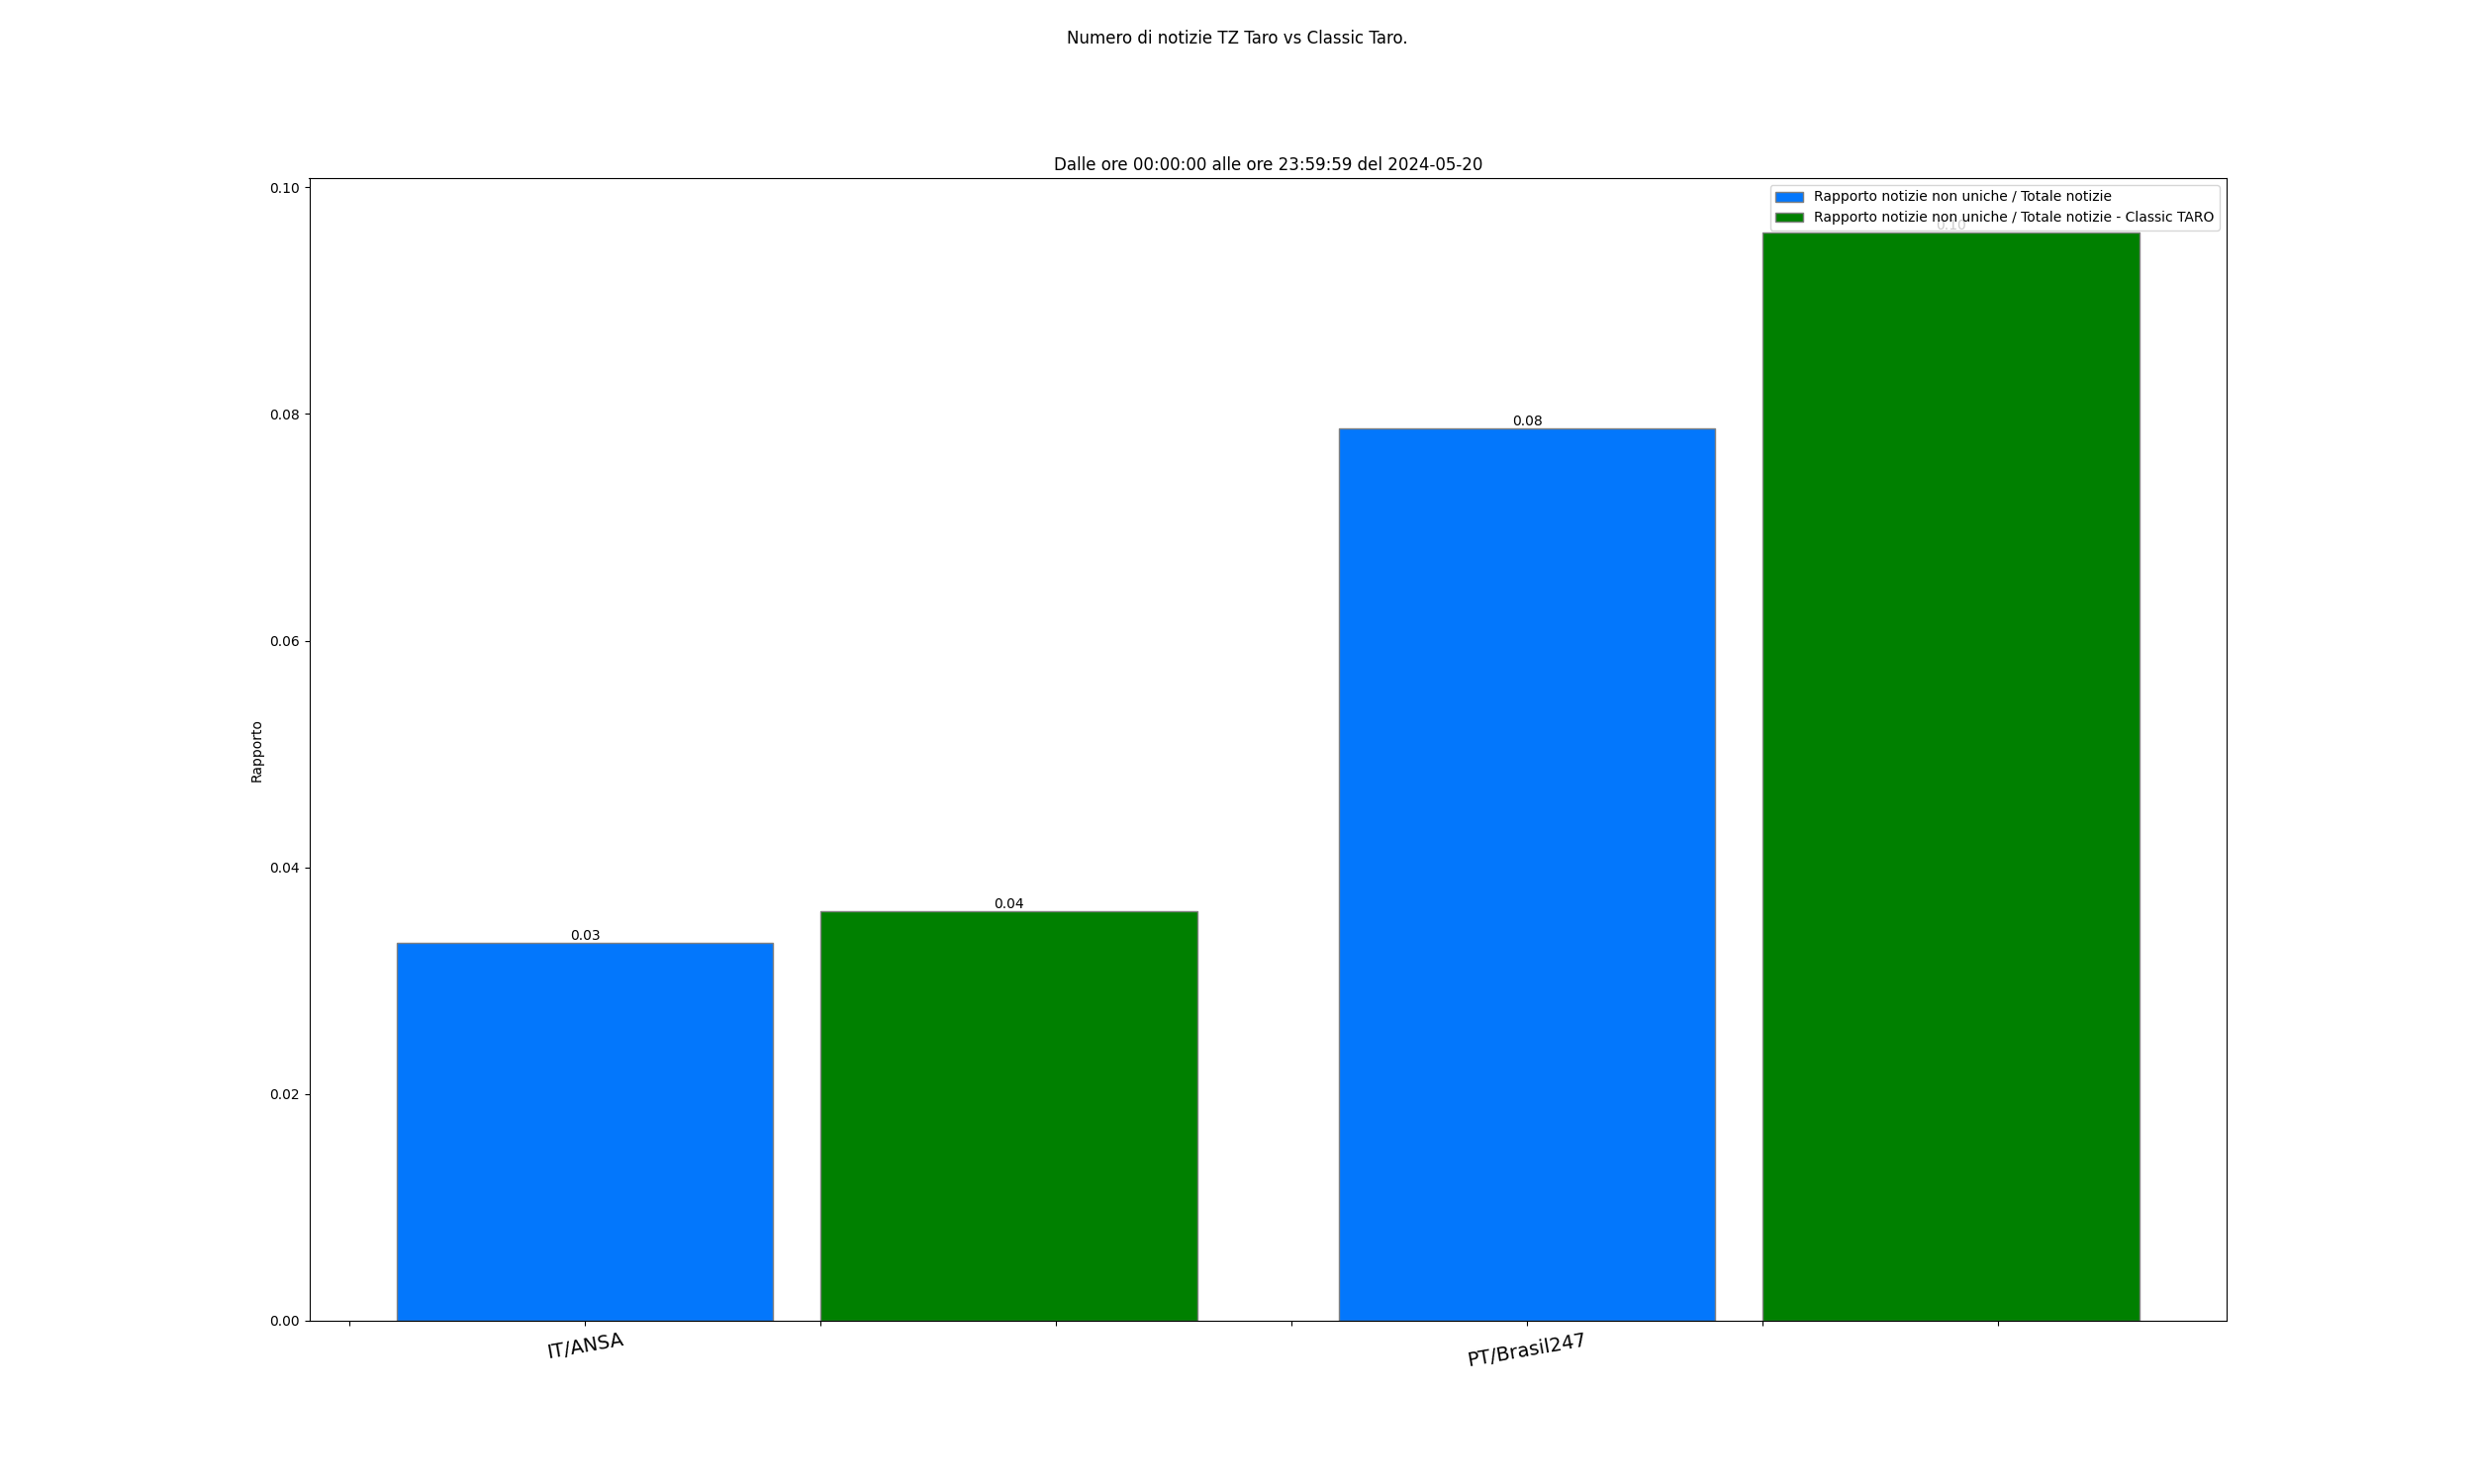 Numero di notizie TZ Taro vs Classic Taro.
Dalle ore 00:00:00 alle ore 23:59:59 del 2024-05-20
Rapporto notizie non uniche / Totale notizie
Rapporto notizie non uniche / Totale notizie - Classic TARO
0.10
0.10
0.08
0.08
0.06
Rapporto
0.04
0.04
0.03
0.02
0.00
IT/ANSA
PT/Brasil247